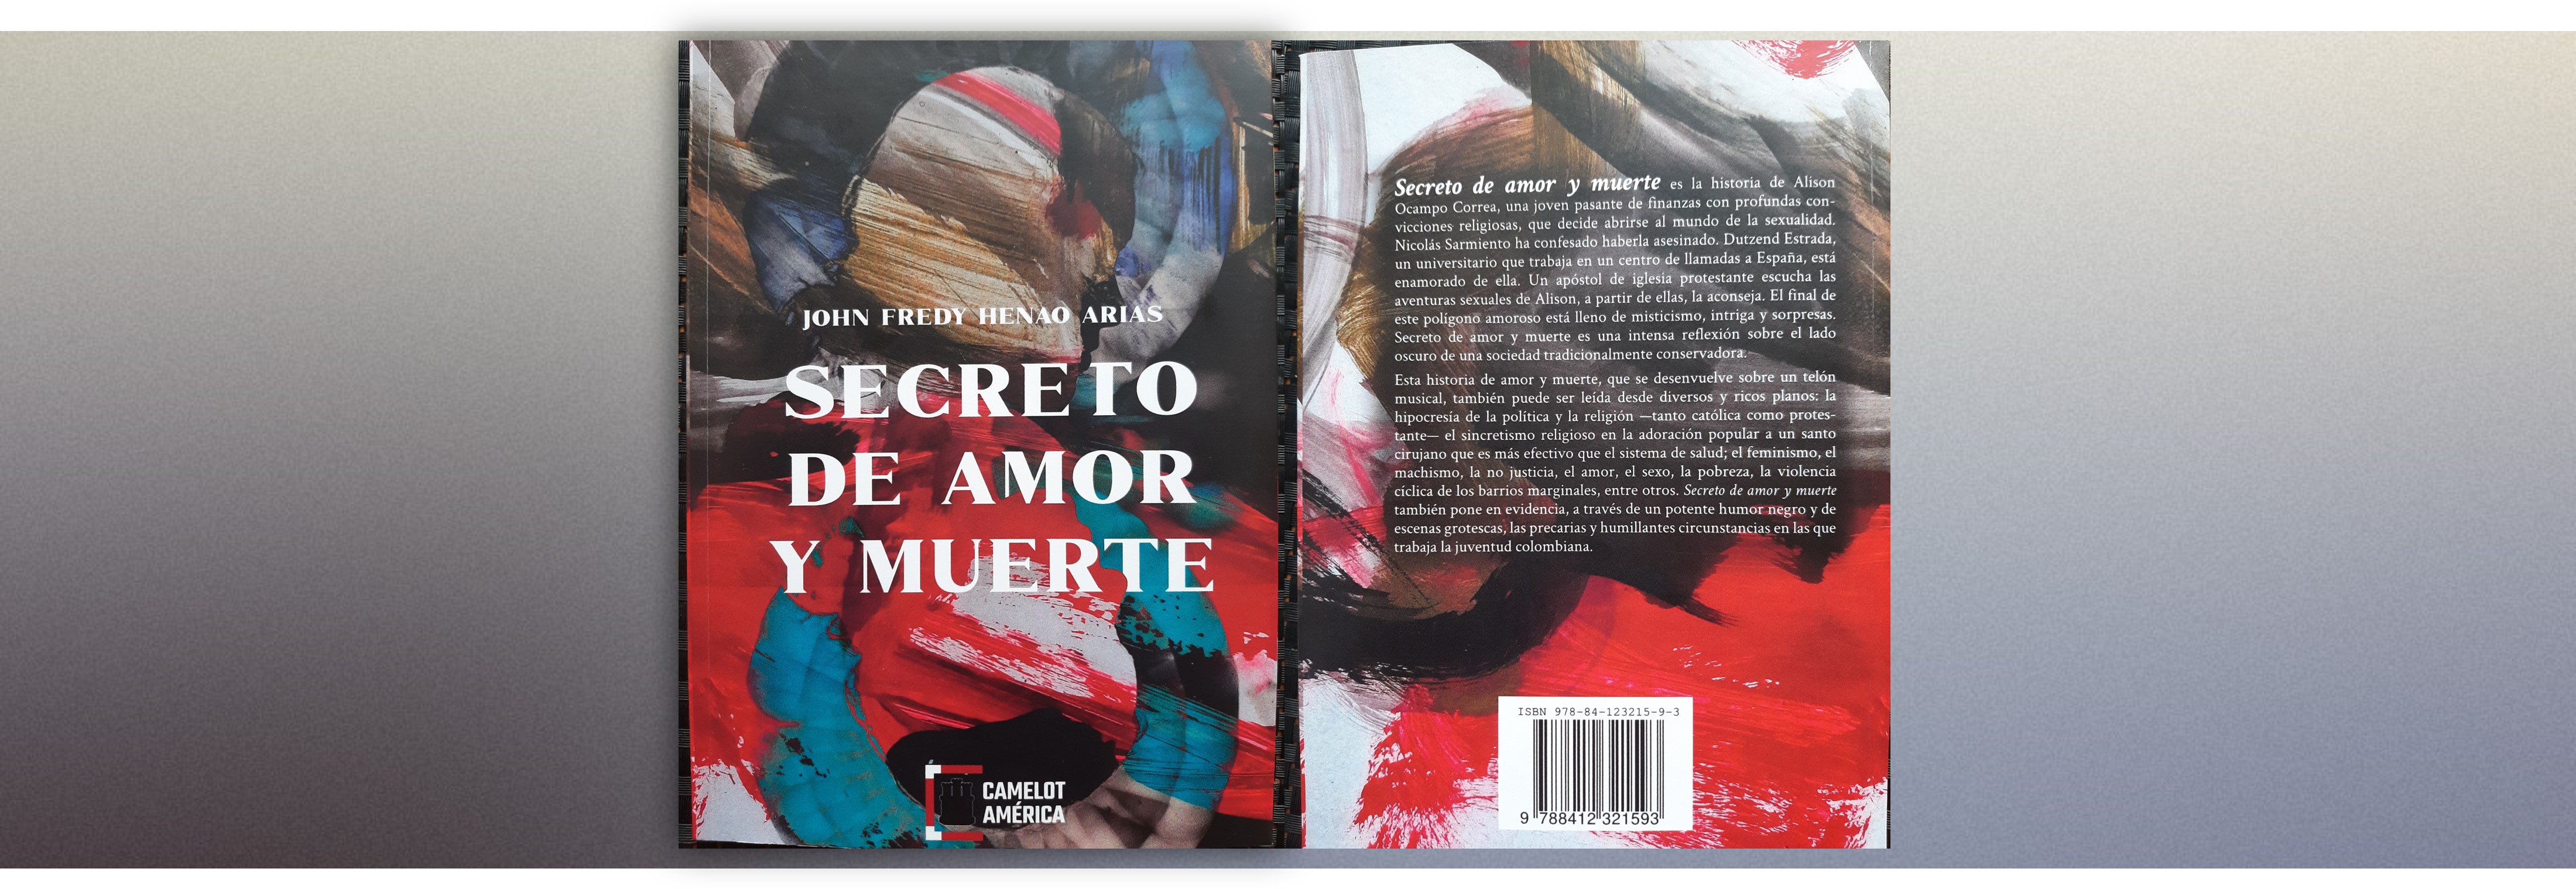 JOHN FREDY HENAO ARIAS
SECRETO
DE AMOR
Y MUERTE
CAMELOT
AMÉRICA
Secreto de amor y muerte es la historia de Alison
Ocampo Correa, una joven pasante de finanzas con profundas con-
vicciones religiosas, que decide abrirse al mundo de la sexualidad.
Nicolás Sarmiento ha confesado haberla asesinado. Dutzend Estrada,
un universitario que trabaja en un centro de llamadas a España, está
enamorado de ella. Un apóstol de iglesia protestante escucha las
aventuras sexuales de Alison, a partir de ellas, la aconseja. El final de
este polígono amoroso está lleno de misticismo, intriga y sorpresas.
Secreto de amor y muerte es una intensa reflexión sobre el lado
oscuro de una sociedad tradicionalmente conservadora.
Esta historia de amor y muerte, que se desenvuelve sobre un telón
musical, también puede ser leída desde diversos y ricos planos: la
hipocresía de la política y la religión —tanto católica como protes-
tante— el sincretismo religioso en la adoración popular a un santo
cirujano que es más efectivo que el sistema de salud; el feminismo, el
machismo, la no justicia, el amor, el sexo, la pobreza, la violencia
cíclica de los barrios marginales, entre otros. Secreto de amor y muerte
también pone en evidencia, a través de un potente humor negro y de
escenas grotescas, las precarias y humillantes circunstancias en las que
trabaja la juventud colombiana.
ISBN 978-84-123215-9-3
9 788412 321593